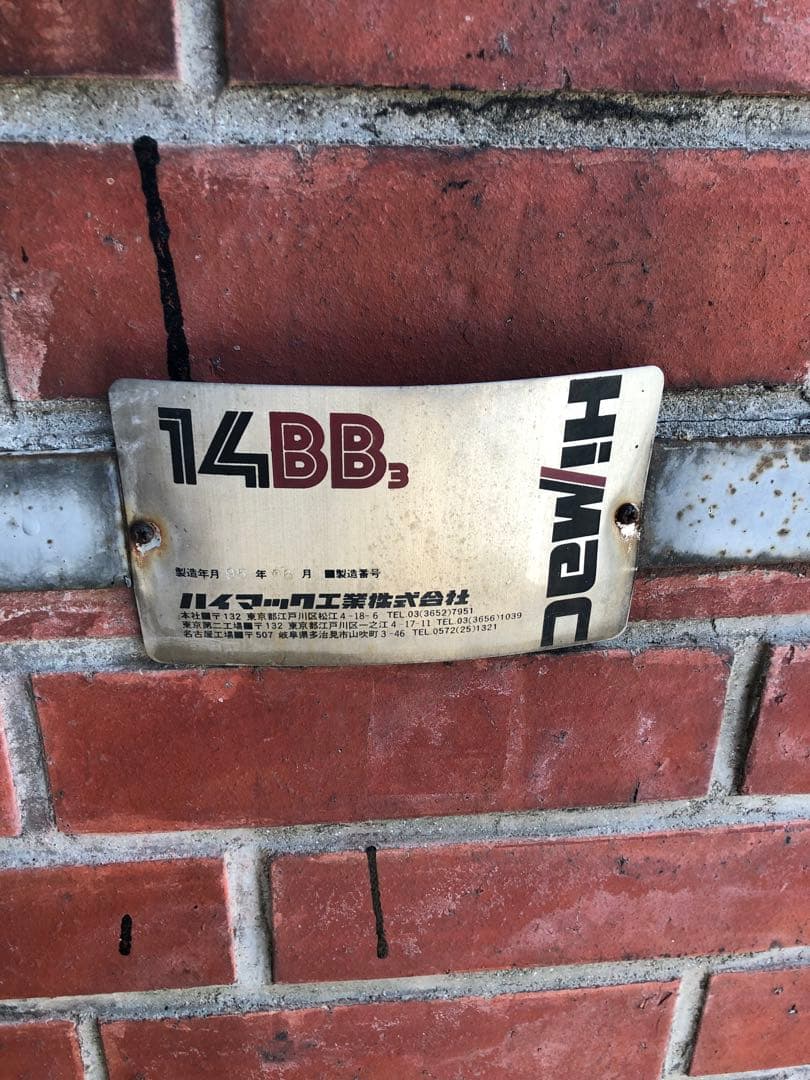 14BB3
Hi/Mac
製造年月 年 月 ■製造番号
ハイマック工業株式会社
本社■〒132 東京都江戸川区松江4-18-6 TEL.03(3652)7951
東京第二工場■〒132 東京都江戸川区一之江4-17-11 TEL.03(3656)1039
名古屋工場■〒507 岐阜県多治見市山吹町3-46 TEL.0572(25)1321